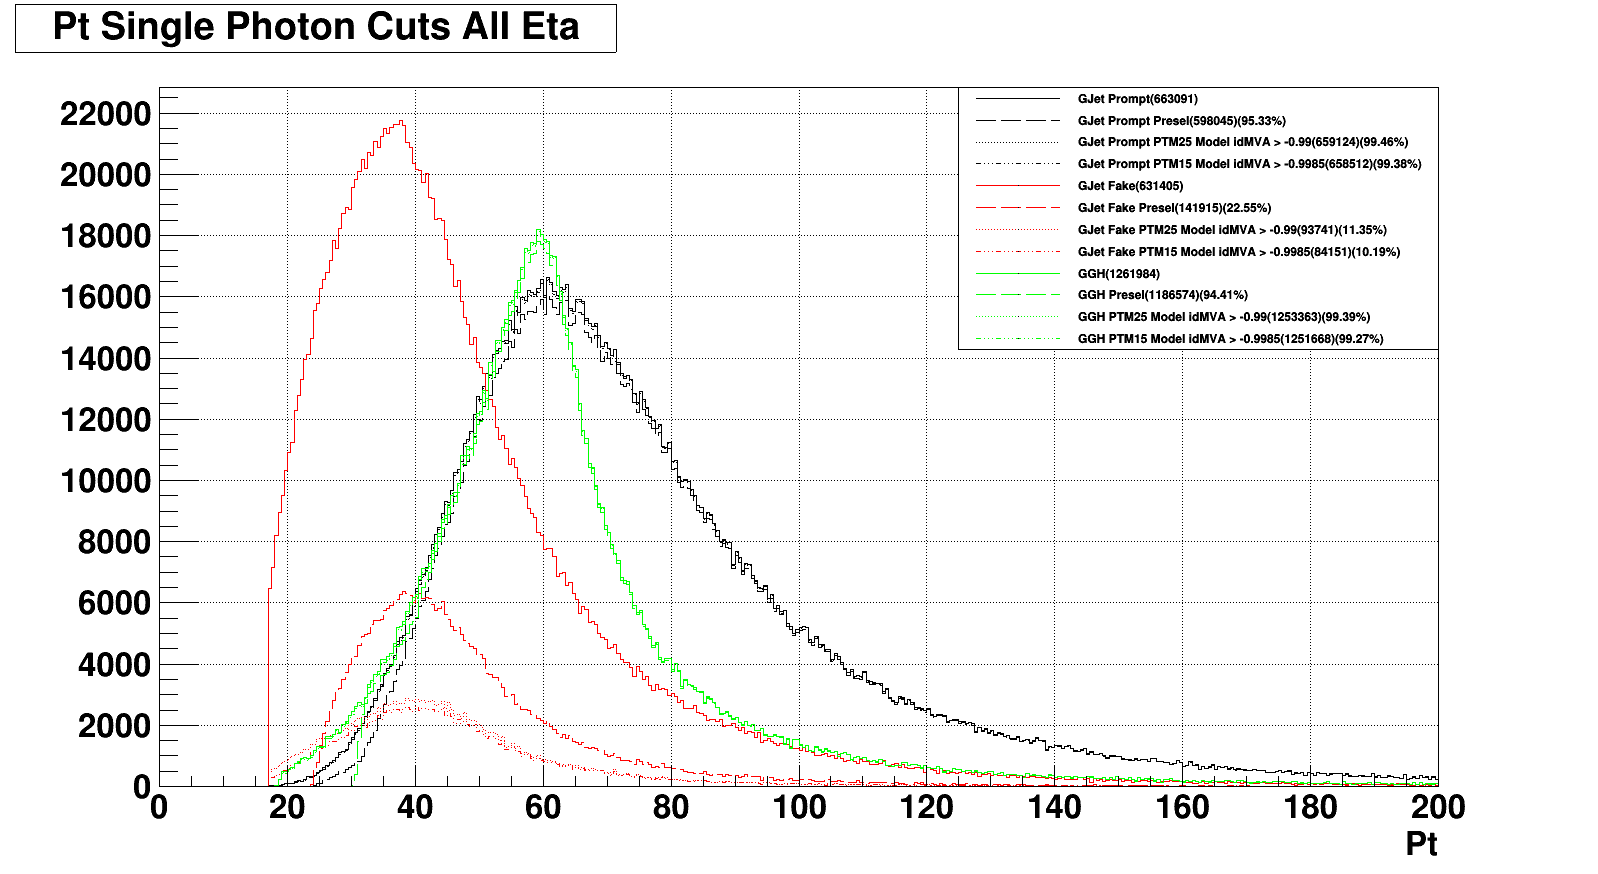 Pt Single Photon Cuts All Eta
GJet Prompt(663091)
GJet Prompt Presel(598045)(95.33%)
GJet Prompt PTM25 Model idMVA > -0.99(659124)(99.46%)
GJet Prompt PTM15 Model idMVA > -0.9985(658512)(99.38%)
GJet Fake(631405)
GJet Fake Presel(141915)(22.55%)
GJet Fake PTM25 Model idMVA > -0.99(93741)(11.35%)
GJet Fake PTM15 Model idMVA > -0.9985(84151)(10.19%)
GGH(1261984)
GGH Presel(1186574)(94.41%)
GGH PTM25 Model idMVA > -0.99(1253363)(99.39%)
GGH PTM15 Model idMVA > -0.9985(1251668)(99.27%)
22000
20000
18000
16000
14000
12000
10000
8000
6000
4000
2000
0
0 20 40 60 80 100 120 140 160 180 200
Pt